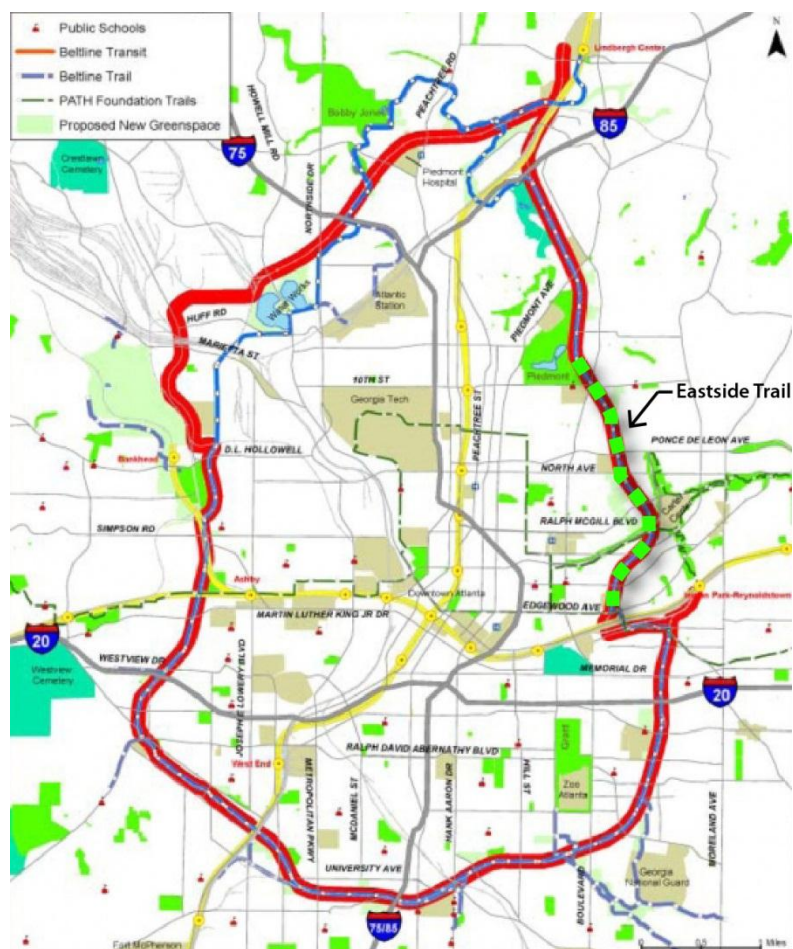 Public Schools
Beltline Transit
Beltline Trail
PATH Foundation Trails
Proposed New Greenspace
N
Lindbergh Center
PEACHTREE RD
HOWELL MILL RD
Bobby Jones
85
75
Crestlawn
Cemetery
Piedmont
Hospital
NORTHSIDE DR
PIEDMONT AVE
Water Works
Atlantic
Station
HUFF RD
MARIETTA ST
Piedmont
10TH ST
Eastside Trail
Georgia Tech
PEACHTREE ST
PONCE DE LEON AVE
D.L. HOLLOWELL
Bankhead
NORTH AVE
Carter
Center
RALPH MCGILL BLVD
SIMPSON RD
Ashby
Downtown Atlanta
Inman Park-Reynoldstown
EDGEWOOD AVE
MARTIN LUTHER KING JR DR
20
WESTVIEW DR
Westview
Cemetery
MEMORIAL DR
20
JOSEPH E LOWERY BLVD
RALPH DAVID ABERNATHY BLVD
Grant
West End
METROPOLITAN PKWY
MCDANIEL ST
HANK AARON DR
HILL ST
Zoo
Atlanta
MORELAND AVE
UNIVERSITY AVE
BOULEVARD
Georgia
National Guard
75/85
Fort McPherson
0 0.5 1 Miles